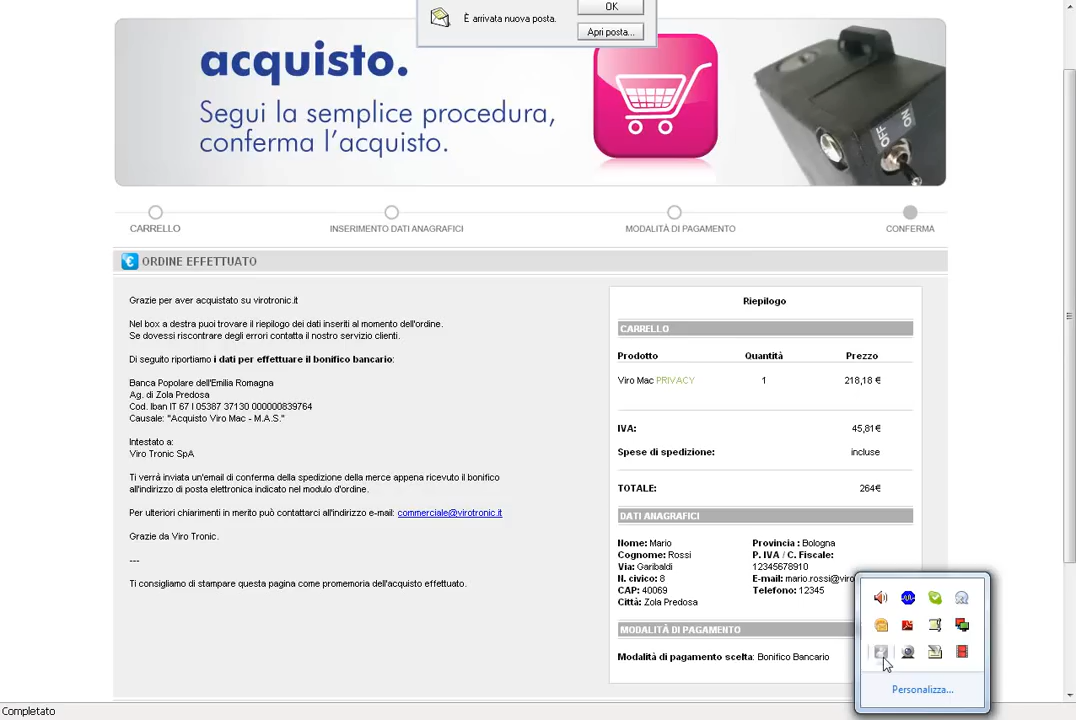 È arrivata nuova posta.
OK
Apri posta...
acquisto.
Segui la semplice procedura,
conferma l'acquisto.
OFF
ON
CARRELLO
INSERIMENTO DATI ANAGRAFICI
MODALITÀ DI PAGAMENTO
CONFERMA
€ ORDINE EFFETTUATO
Grazie per aver acquistato su virotronic.it
Nel box a destra puoi trovare il riepilogo dei dati inseriti al momento dell'ordine.
Se dovessi riscontrare degli errori contatta il nostro servizio clienti.
Di seguito riportiamo i dati per effettuare il bonifico bancario:
Banca Popolare dell'Emilia Romagna
Ag. di Zola Predosa
Cod. Iban IT 67 I 05387 37130 000000839764
Causale: "Acquisto Viro Mac - M.A.S."
Intestato a:
Viro Tronic SpA
Ti verrà inviata un'email di conferma della spedizione della merce appena ricevuto il bonifico
all'indirizzo di posta elettronica indicato nel modulo d'ordine.
Per ulteriori chiarimenti in merito può contattarci all'indirizzo e-mail: commerciale@virotronic.it
Grazie da Viro Tronic.
---
Ti consigliamo di stampare questa pagina come promemoria dell'acquisto effettuato.
Riepilogo
CARRELLO
Prodotto Quantità Prezzo
Viro Mac PRIVACY 1 218,18 €
IVA: 45,81€
Spese di spedizione: incluse
TOTALE: 264€
DATI ANAGRAFICI
Nome: Mario Provincia : Bologna
Cognome: Rossi P. IVA / C. Fiscale:
Via: Garibaldi 12345678910
N. civico: 8 E-mail: mario.rossi@viro
CAP: 40069 Telefono: 12345
Città: Zola Predosa
MODALITÀ DI PAGAMENTO
Modalità di pagamento scelta: Bonifico Bancario
Personalizza...
Completato